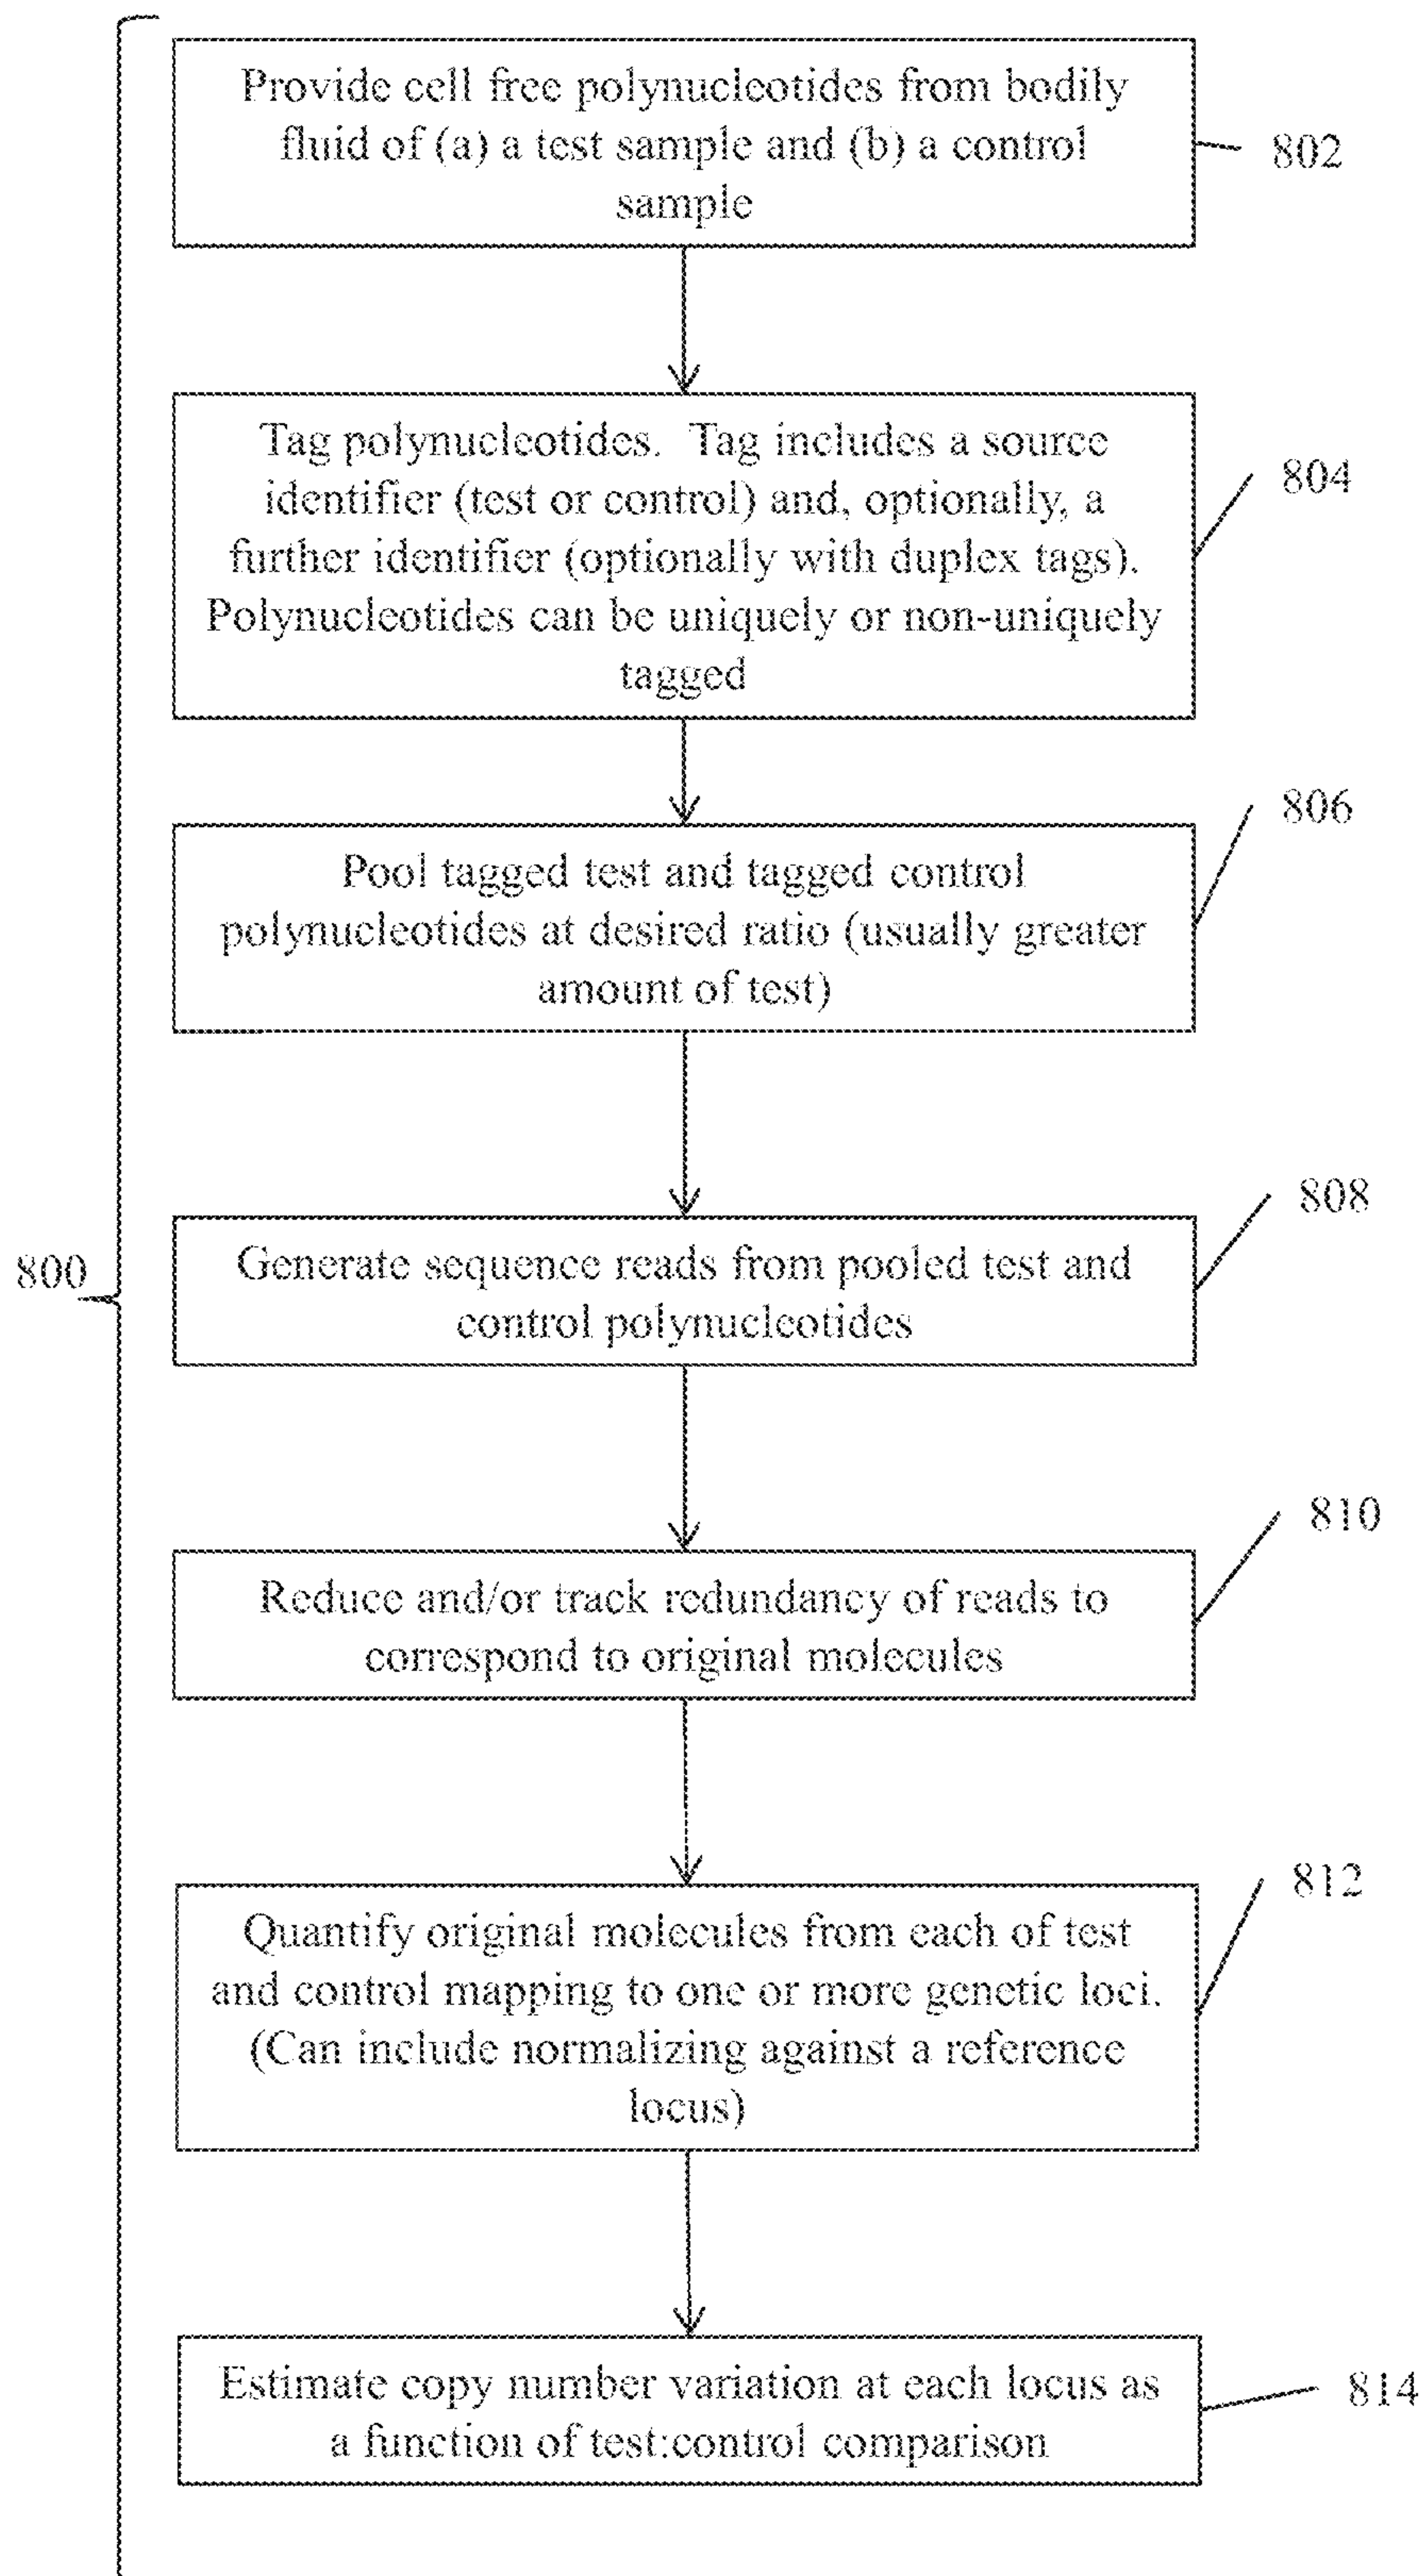 Provide cell free polynucleotides from bodily
fluid of (a) a test sample and (b) a control
sample
802
Tag polynucleotides. Tag includes a source
identifier (test or control) and, optionally, a
further identifier (optionally with duplex tags).
Polynucleotides can be uniquely or non-uniquely
tagged
804
Pool tagged test and tagged control
polynucleotides at desired ratio (usually greater
amount of test)
806
Generate sequence reads from pooled test and
control polynucleotides
808
800
Reduce and/or track redundancy of reads to
correspond to original molecules
810
Quantify original molecules from each of test
and control mapping to one or more genetic loci.
(Can include normalizing against a reference
locus)
812
Estimate copy number variation at each locus as
a function of test:control comparison
814